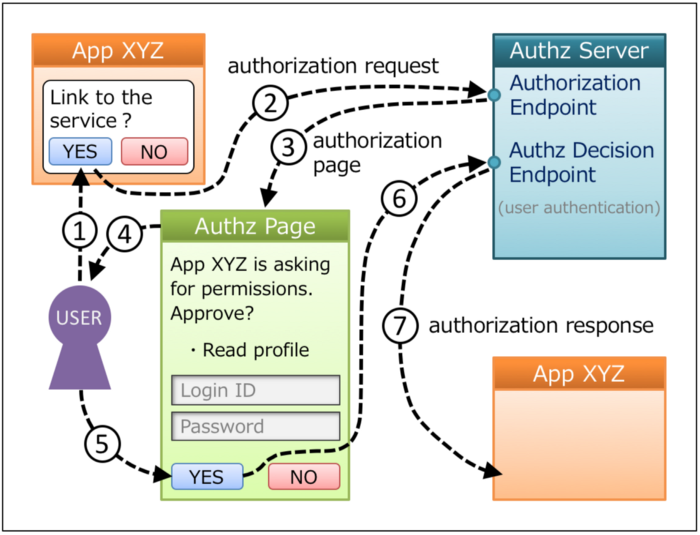 App XYZ
Link to the
service ?
YES
NO
authorization request
Authz Server
Authorization
Endpoint
Authz Decision
Endpoint
(user authentication)
2
3
authorization
page
1
4
6
Authz Page
App XYZ is asking
for permissions.
Approve?
・Read profile
Login ID
Password
YES
NO
USER
5
7
authorization response
App XYZ